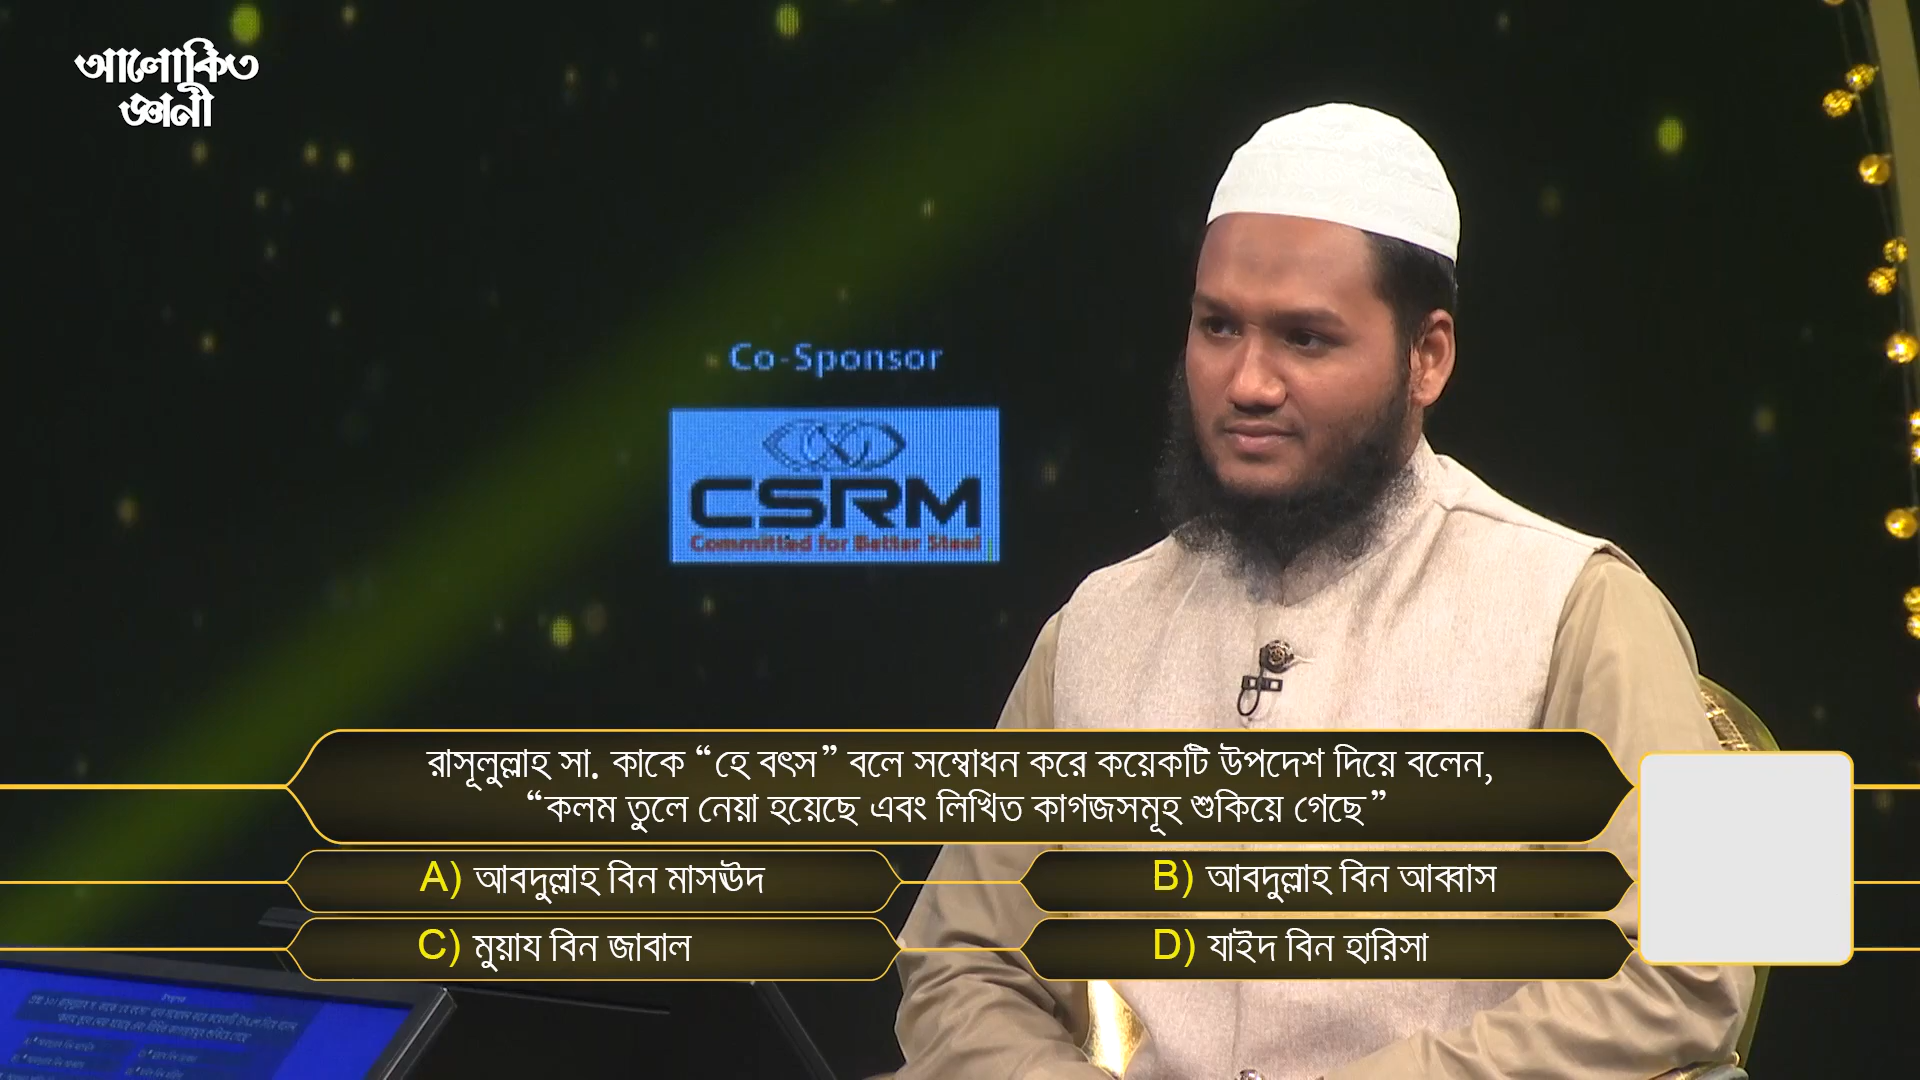 আলোকিত
জ্ঞানী
Co-Sponsor
CSRM
Committed for Better Steel
রাসূলুল্লাহ সা. কাকে “হে বৎস” বলে সম্বোধন করে কয়েকটি উপদেশ দিয়ে বলেন,
“কলম তুলে নেয়া হয়েছে এবং লিখিত কাগজসমূহ শুকিয়ে গেছে”
A) আবদুল্লাহ বিন মাসঊদ
B) আবদুল্লাহ বিন আব্বাস
C) মুয়ায বিন জাবাল
D) যাইদ বিন হারিসা